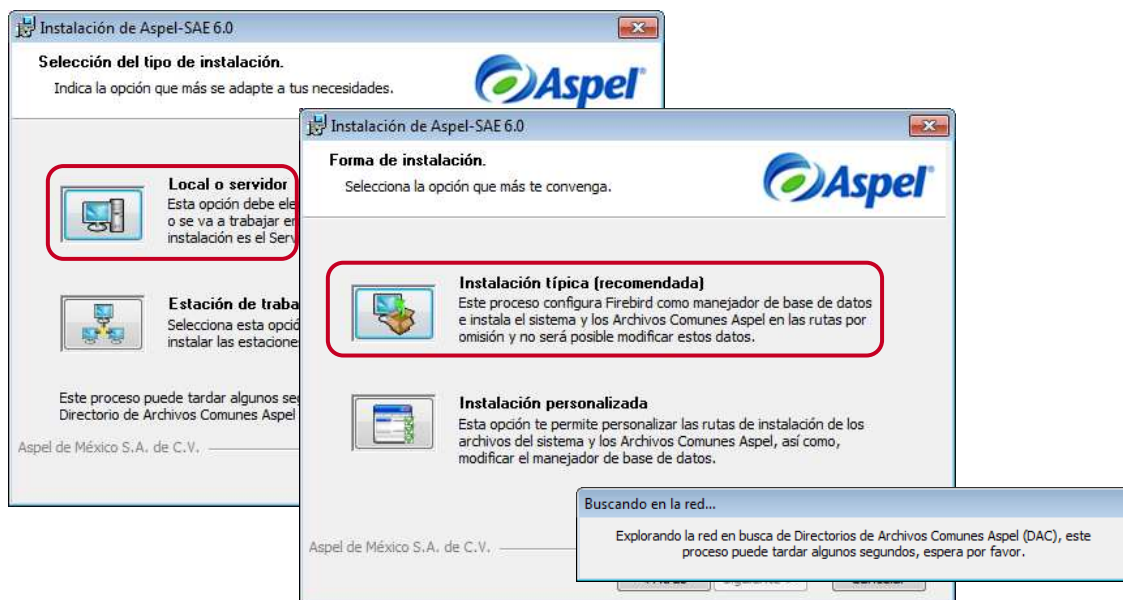 Instalación de Aspel-SAE 6.0
Selección del tipo de instalación.
Indica la opción que más se adapte a tus necesidades.
Aspel
Local o servidor
Esta opción debe ele
o se va a trabajar en
instalación es el Serv
Estación de traba
Selecciona esta opció
instalar las estaciones
Este proceso puede tardar algunos seg
Directorio de Archivos Comunes Aspel
Aspel de México S.A. de C.V.
Instalación de Aspel-SAE 6.0
Forma de instalación.
Selecciona la opción que más te convenga.
Aspel
Instalación típica (recomendada)
Este proceso configura Firebird como manejador de base de datos
e instala el sistema y los Archivos Comunes Aspel en las rutas por
omisión y no será posible modificar estos datos.
Instalación personalizada
Esta opción te permite personalizar las rutas de instalación de los
archivos del sistema y los Archivos Comunes Aspel, así como,
modificar el manejador de base de datos.
Aspel de México S.A. de C.V.
Buscando en la red...
Explorando la red en busca de Directorios de Archivos Comunes Aspel (DAC), este
proceso puede tardar algunos segundos, espera por favor.